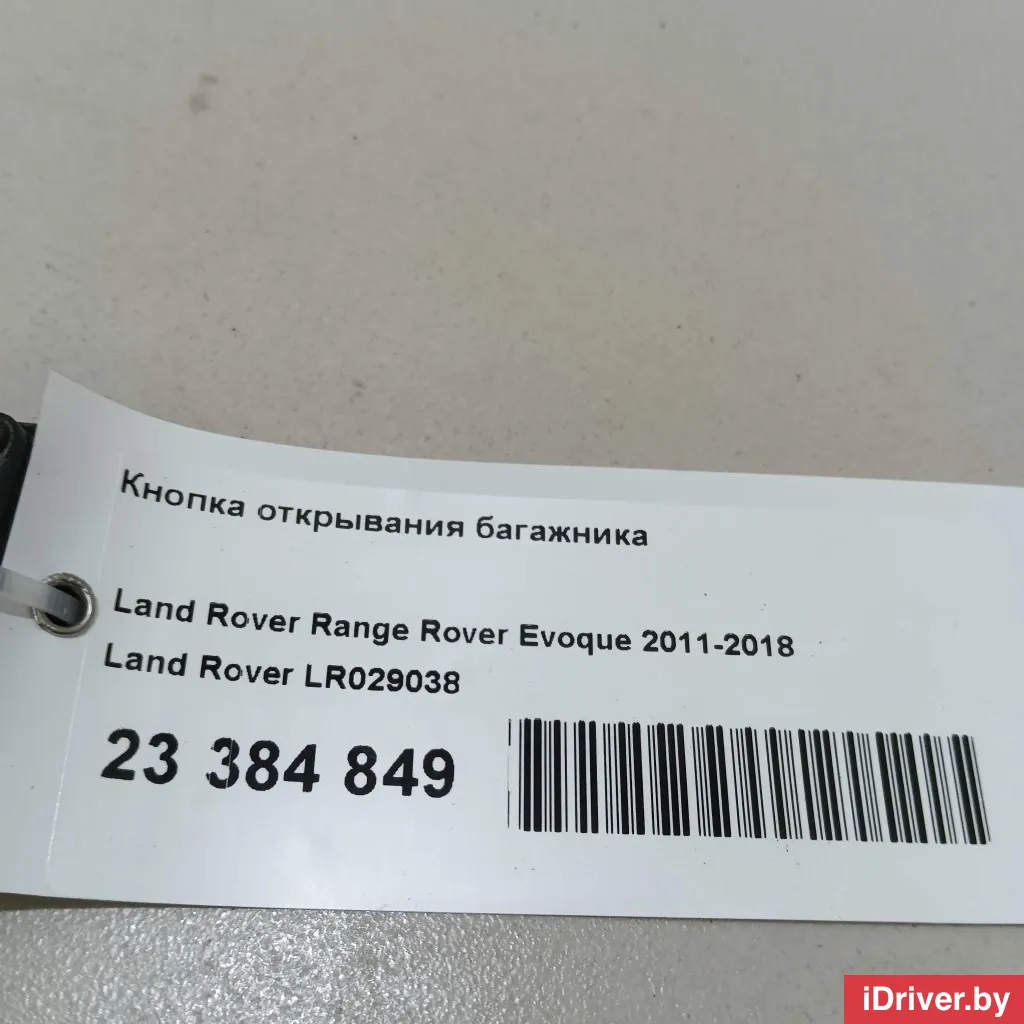 Кнопка открывания багажника
Land Rover Range Rover Evoque 2011-2018
Land Rover LR029038
23 384 849
iDriver.by